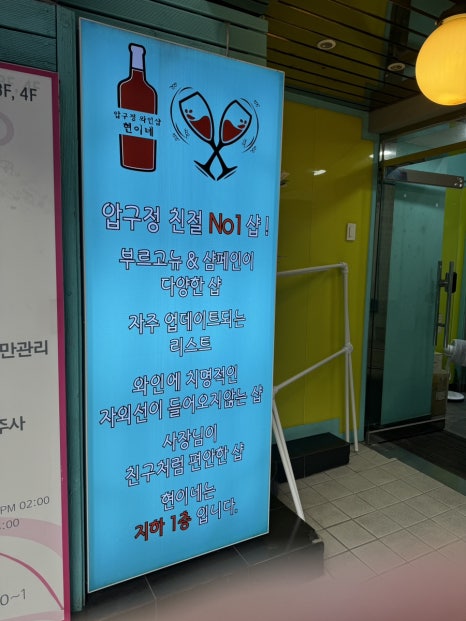 3F, 4F
압구정 와인샵
현이네
압구정 친절 No1 샵!
부르고뉴 & 샴페인이
다양한 샵
자주 업데이트되는
리스트
와인에 치명적인
자외선이 들어오지않는 샵
사장님이
친구처럼 편안한 샵
현이네는
지하 1층 입니다.
만관리
주사
PM 02:00
0~1